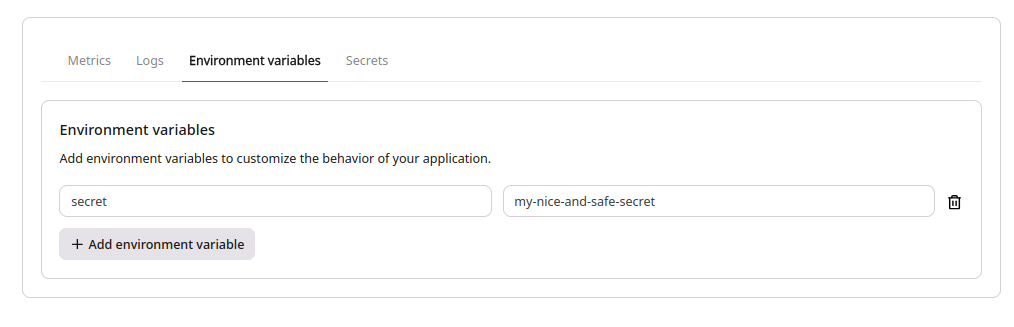 Metrics Logs Environment variables Secrets
Environment variables
Add environment variables to customize the behavior of your application.
secret my-nice-and-safe-secret
+ Add environment variable